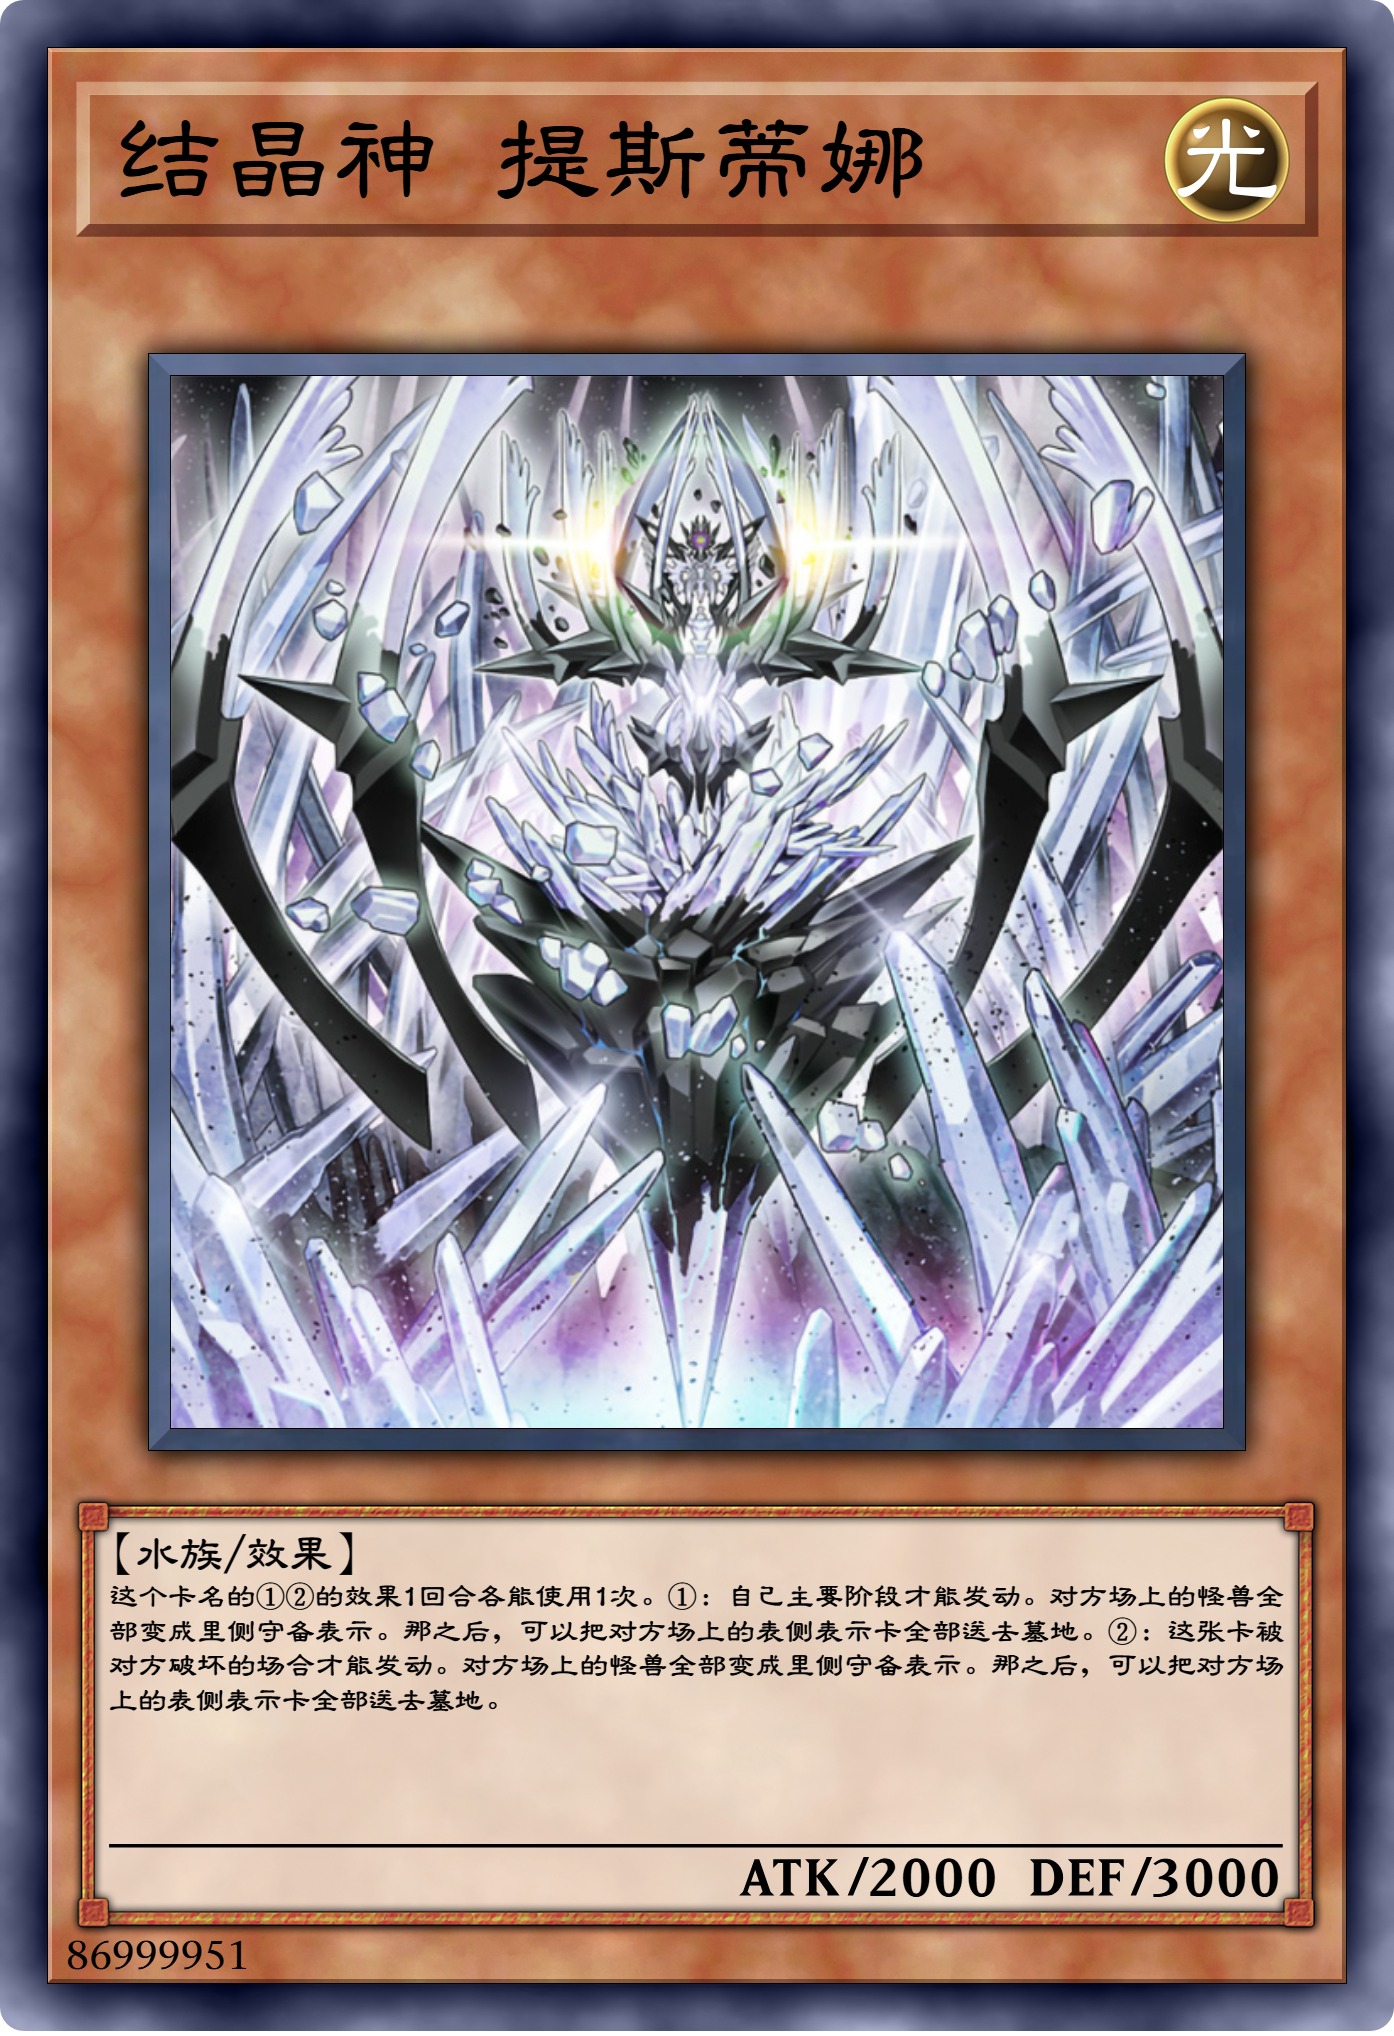 结晶神 提斯蒂娜
光
【水族/效果】
这个卡名的①②的效果1回合各能使用1次。①：自己主要阶段才能发动。对方场上的怪兽全
部变成里侧守备表示。那之后，可以把对方场上的表侧表示卡全部送去墓地。②：这张卡被
对方破坏的场合才能发动。对方场上的怪兽全部变成里侧守备表示。那之后，可以把对方场
上的表侧表示卡全部送去墓地。
ATK/2000 DEF/3000
86999951